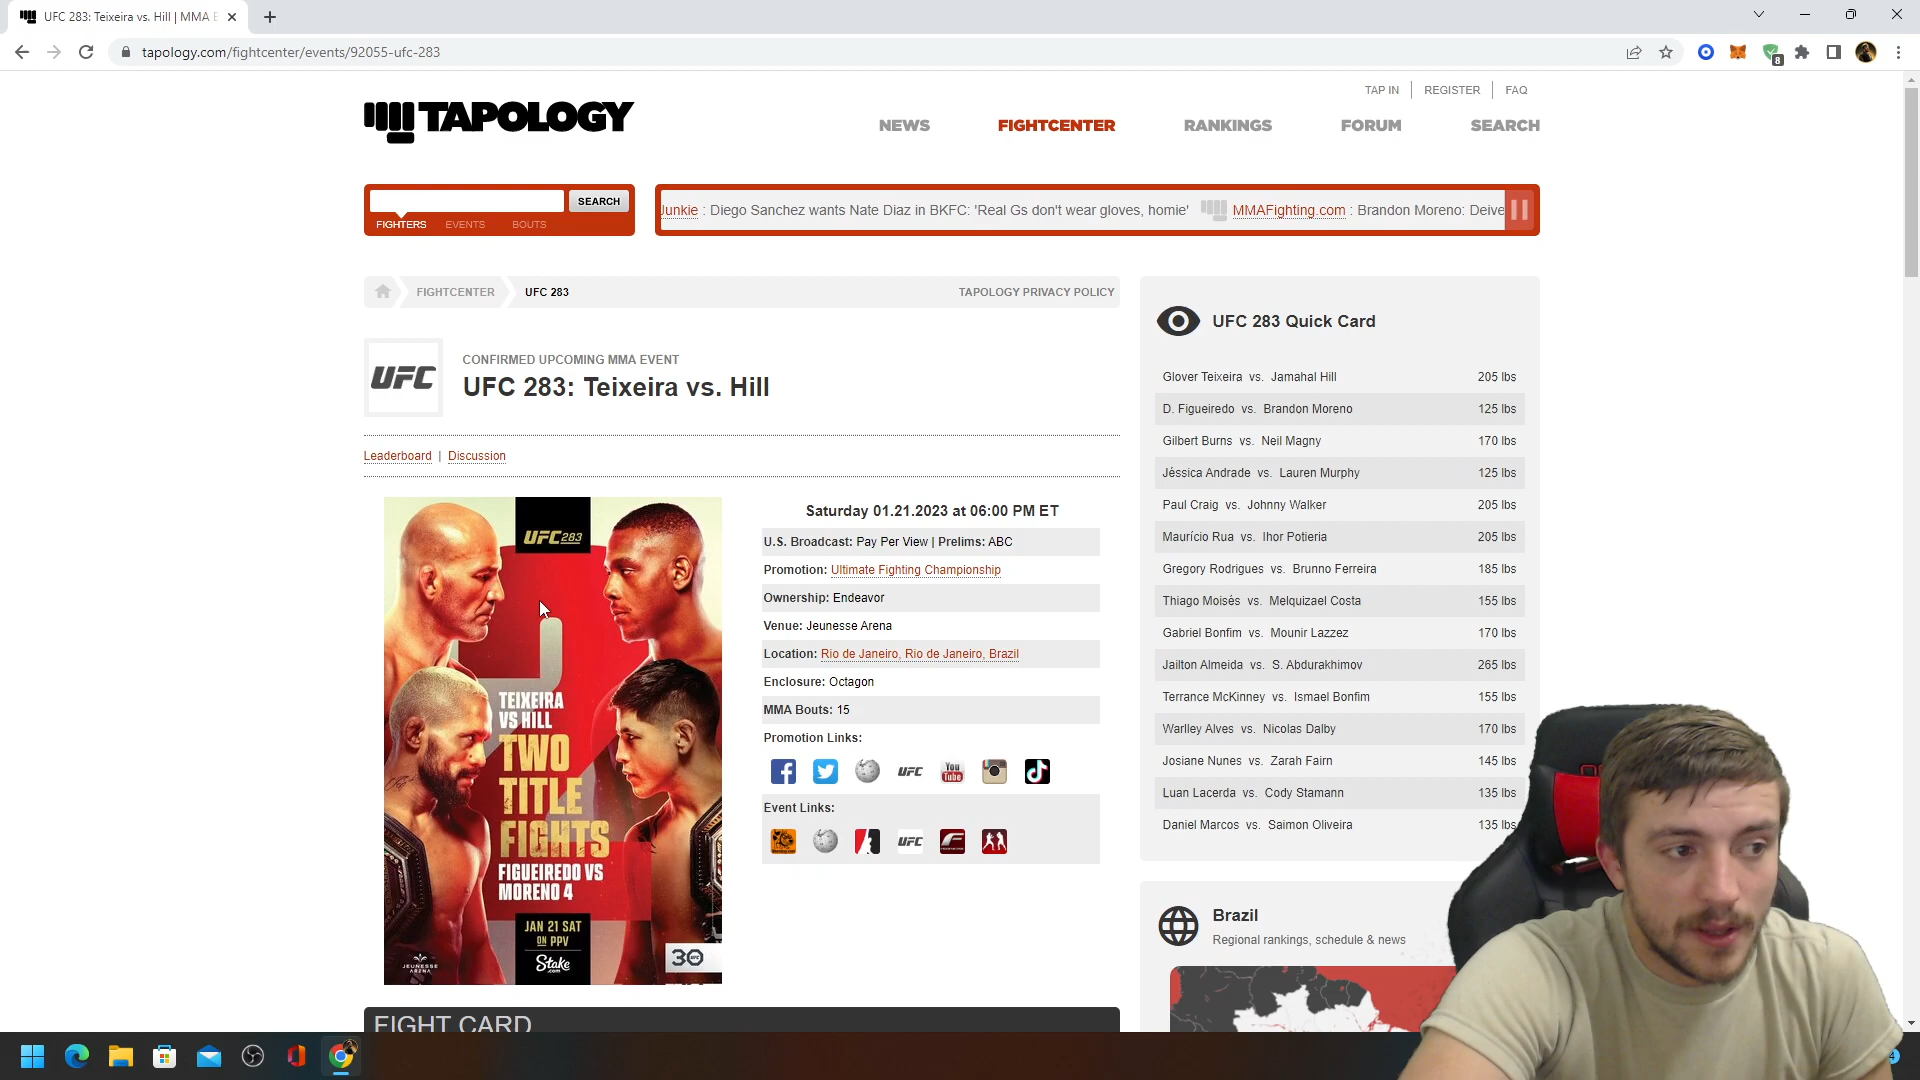 UFC 283: Teixeira vs. Hill | MMA E
tapology.com/fightcenter/events/92055-ufc-283
8
TAP IN
REGISTER
FAQ
TAPOLOGY
NEWS
FIGHTCENTER
RANKINGS
FORUM
SEARCH
SEARCH
FIGHTERS
EVENTS
BOUTS
Junkie : Diego Sanchez wants Nate Diaz in BKFC: 'Real Gs don't wear gloves, homie' MMAFighting.com : Brandon Moreno: Deive
FIGHTCENTER
UFC 283
TAPOLOGY PRIVACY POLICY
UFC
CONFIRMED UPCOMING MMA EVENT
UFC 283: Teixeira vs. Hill
Leaderboard | Discussion
UFC 283
TEIXEIRA
VS HILL
TWO
TITLE
FIGHTS
FIGUEIREDO VS
MORENO 4
JAN 21 SAT
ON PPV
Stake
.com
JEUNESSE
ARENA
30
Saturday 01.21.2023 at 06:00 PM ET
U.S. Broadcast: Pay Per View | Prelims: ABC
Promotion: Ultimate Fighting Championship
Ownership: Endeavor
Venue: Jeunesse Arena
Location: Rio de Janeiro, Rio de Janeiro, Brazil
Enclosure: Octagon
MMA Bouts: 15
Promotion Links:
UFC
You
Tube
Event Links:
UFC
FIGHT CARD
UFC 283 Quick Card
Glover Teixeira vs. Jamahal Hill 205 lbs
D. Figueiredo vs. Brandon Moreno 125 lbs
Gilbert Burns vs. Neil Magny 170 lbs
Jéssica Andrade vs. Lauren Murphy 125 lbs
Paul Craig vs. Johnny Walker 205 lbs
Maurício Rua vs. Ihor Potieria 205 lbs
Gregory Rodrigues vs. Brunno Ferreira 185 lbs
Thiago Moisés vs. Melquizael Costa 155 lbs
Gabriel Bonfim vs. Mounir Lazzez 170 lbs
Jailton Almeida vs. S. Abdurakhimov 265 lbs
Terrance McKinney vs. Ismael Bonfim 155 lbs
Warlley Alves vs. Nicolas Dalby 170 lbs
Josiane Nunes vs. Zarah Fairn 145 lbs
Luan Lacerda vs. Cody Stamann 135 lbs
Daniel Marcos vs. Saimon Oliveira 135 lbs
Brazil
Regional rankings, schedule & news
4